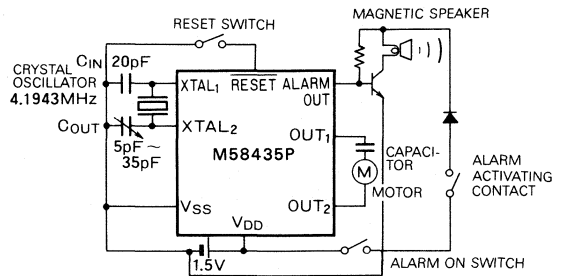 RESET SWITCH
MAGNETIC SPEAKER
CIN 20pF
CRYSTAL
OSCILLATOR
4.1943MHz
XTAL1
RESET
ALARM
OUT
COUT
5pF ~
35pF
XTAL2
OUT1
M58435P
CAPACI-
TOR
M
MOTOR
ALARM
ACTIVATING
CONTACT
VSS
VDD
OUT2
1.5V
ALARM ON SWITCH